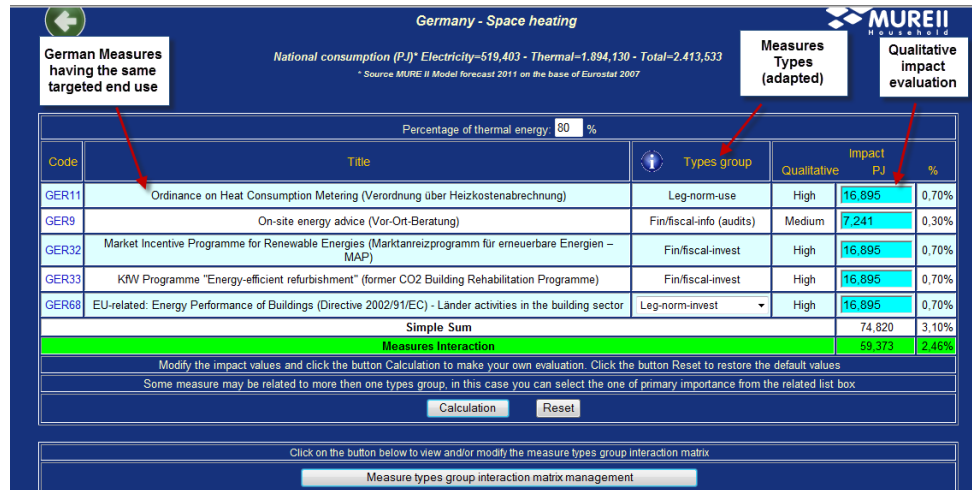 Germany - Space heating
MUREII
Household
German Measures
having the same
targeted end use
National consumption (PJ)* Electricity=519,403 - Thermal=1.894,130 - Total=2.413,533
* Source MURE II Model forecast 2011 on the base of Eurostat 2007
Measures
Types
(adapted)
Qualitative
impact
evaluation
Percentage of thermal energy: 80 %
Code Title Types group Impact
Qualitative PJ %
GER11 Ordinance on Heat Consumption Metering (Verordnung über Heizkostenabrechnung) Leg-norm-use High 16,895 0,70%
GER9 On-site energy advice (Vor-Ort-Beratung) Fin/fiscal-info (audits) Medium 7,241 0,30%
GER32 Market Incentive Programme for Renewable Energies (Marktanreizprogramm für erneuerbare Energien –
MAP) Fin/fiscal-invest High 16,895 0,70%
GER33 KfW Programme "Energy-efficient refurbishment" (former CO2 Building Rehabilitation Programme) Fin/fiscal-invest High 16,895 0,70%
GER68 EU-related: Energy Performance of Buildings (Directive 2002/91/EC) - Länder activities in the building sector Leg-norm-invest High 16,895 0,70%
Simple Sum 74,820 3,10%
Measures Interaction 59,373 2,46%
Modify the impact values and click the button Calculation to make your own evaluation. Click the button Reset to restore the default values
Some measure may be related to more then one types group, in this case you can select the one of primary importance from the related list box
Calculation Reset
Click on the button below to view and/or modify the measure types group interaction matrix
Measure types group interaction matrix management